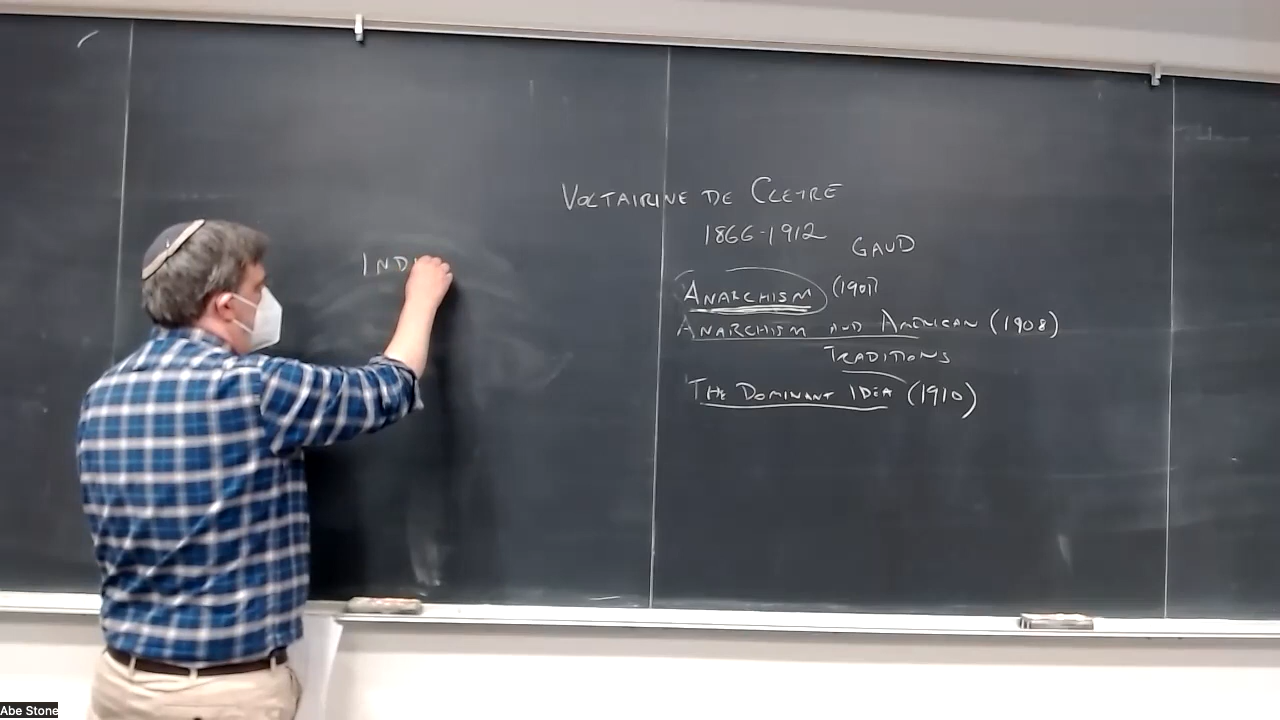 VOLTAIRINE DE CLEYRE
1866-1912
GAUD
INDI
ANARCHISM (1901)
ANARCHISM AND AMERICAN (1908)
TRADITIONS
THE DOMINANT IDEA (1910)
Abe Stone